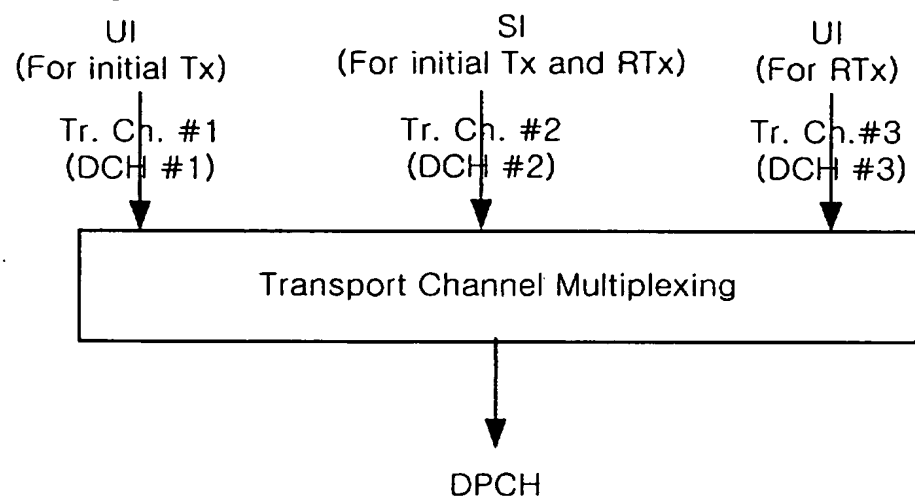 UI
(For initial Tx)
SI
(For initial Tx and RTx)
UI
(For RTx)
Tr. Ch. #1
(DCH #1)
Tr. Ch. #2
(DCH #2)
Tr. Ch.#3
(DCH #3)
Transport Channel Multiplexing
DPCH